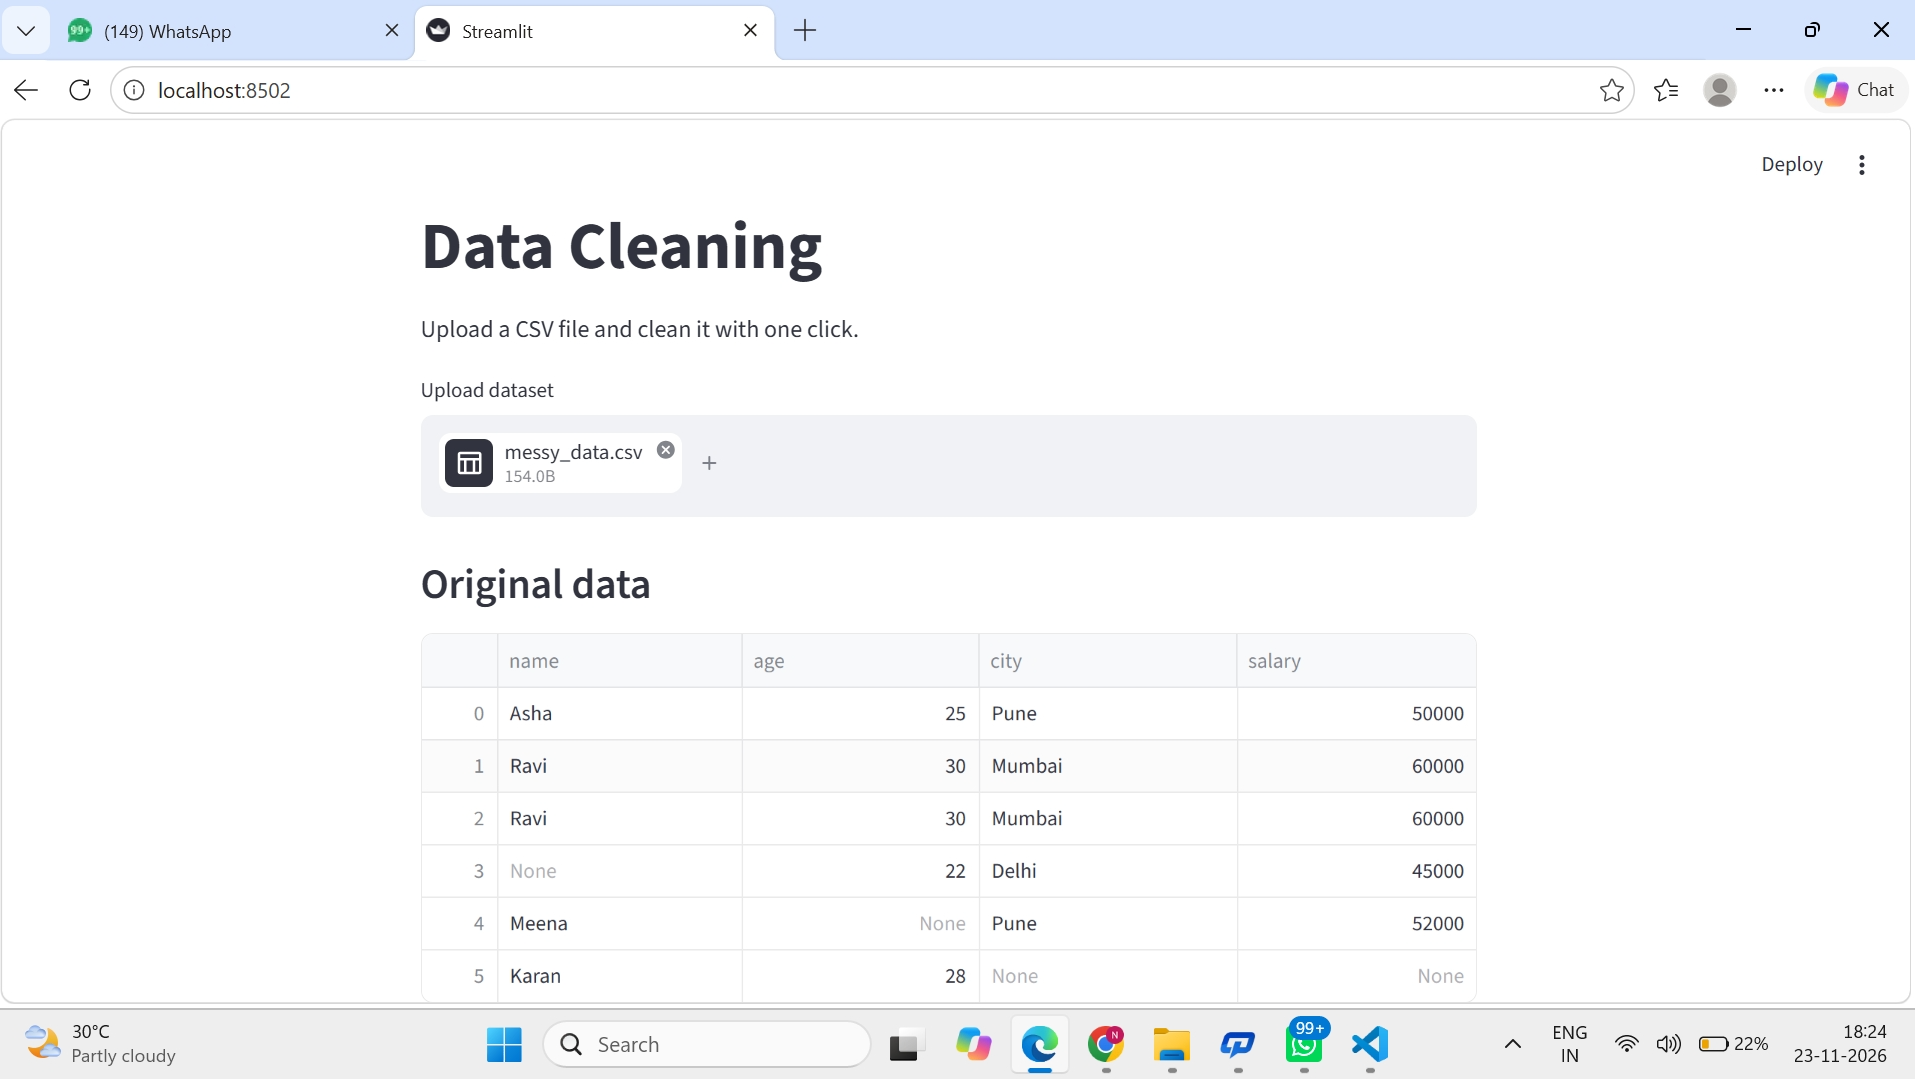 (149) WhatsApp
Streamlit
localhost:8502
Chat
Deploy
Data Cleaning
Upload a CSV file and clean it with one click.
Upload dataset
messy_data.csv
154.0B
Original data
name age city salary
0 Asha 25 Pune 50000
1 Ravi 30 Mumbai 60000
2 Ravi 30 Mumbai 60000
3 None 22 Delhi 45000
4 Meena None Pune 52000
5 Karan 28 None None
30°C
Partly cloudy
Search
N
99+
ENG
IN
22%
18:24
23-11-2026